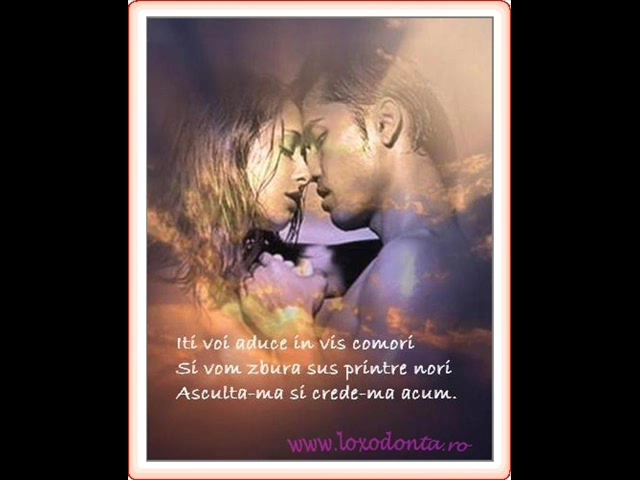 Iti voi aduce in vis comori
Si vom zbura sus printre nori
Asculta-ma si crede-ma acum.
www.loxodonta.ro